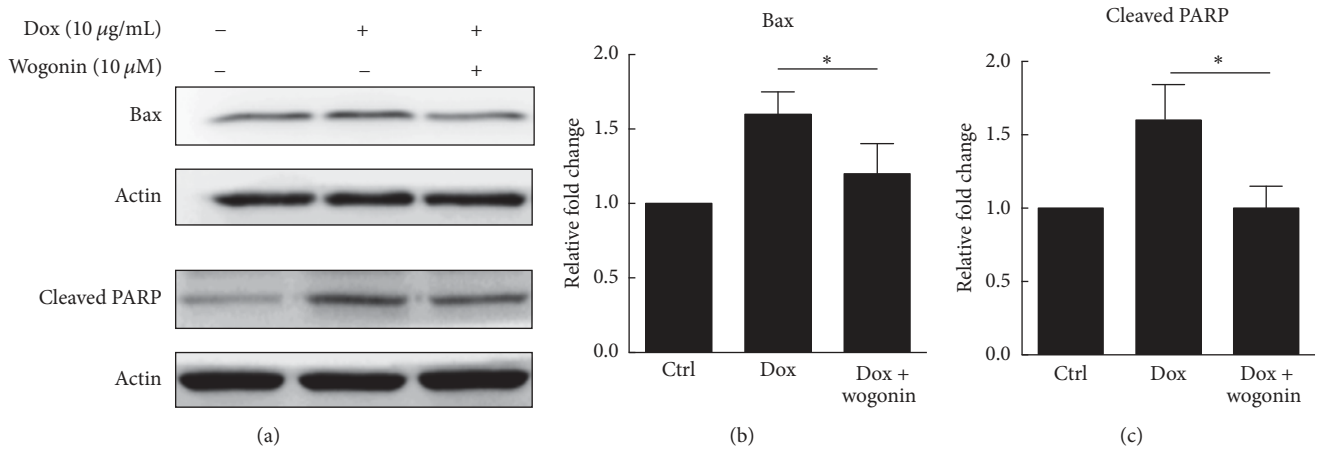 Dox (10 μg/mL) – + +
Wogonin (10 μM) – – +
Bax
Actin
Cleaved PARP
Actin
(a)
Bax
Relative fold change
2.0
1.5
1.0
0.5
0.0
*
Ctrl
Dox
Dox +
wogonin
(b)
Cleaved PARP
Relative fold change
2.0
1.5
1.0
0.5
0.0
*
Ctrl
Dox
Dox +
wogonin
(c)